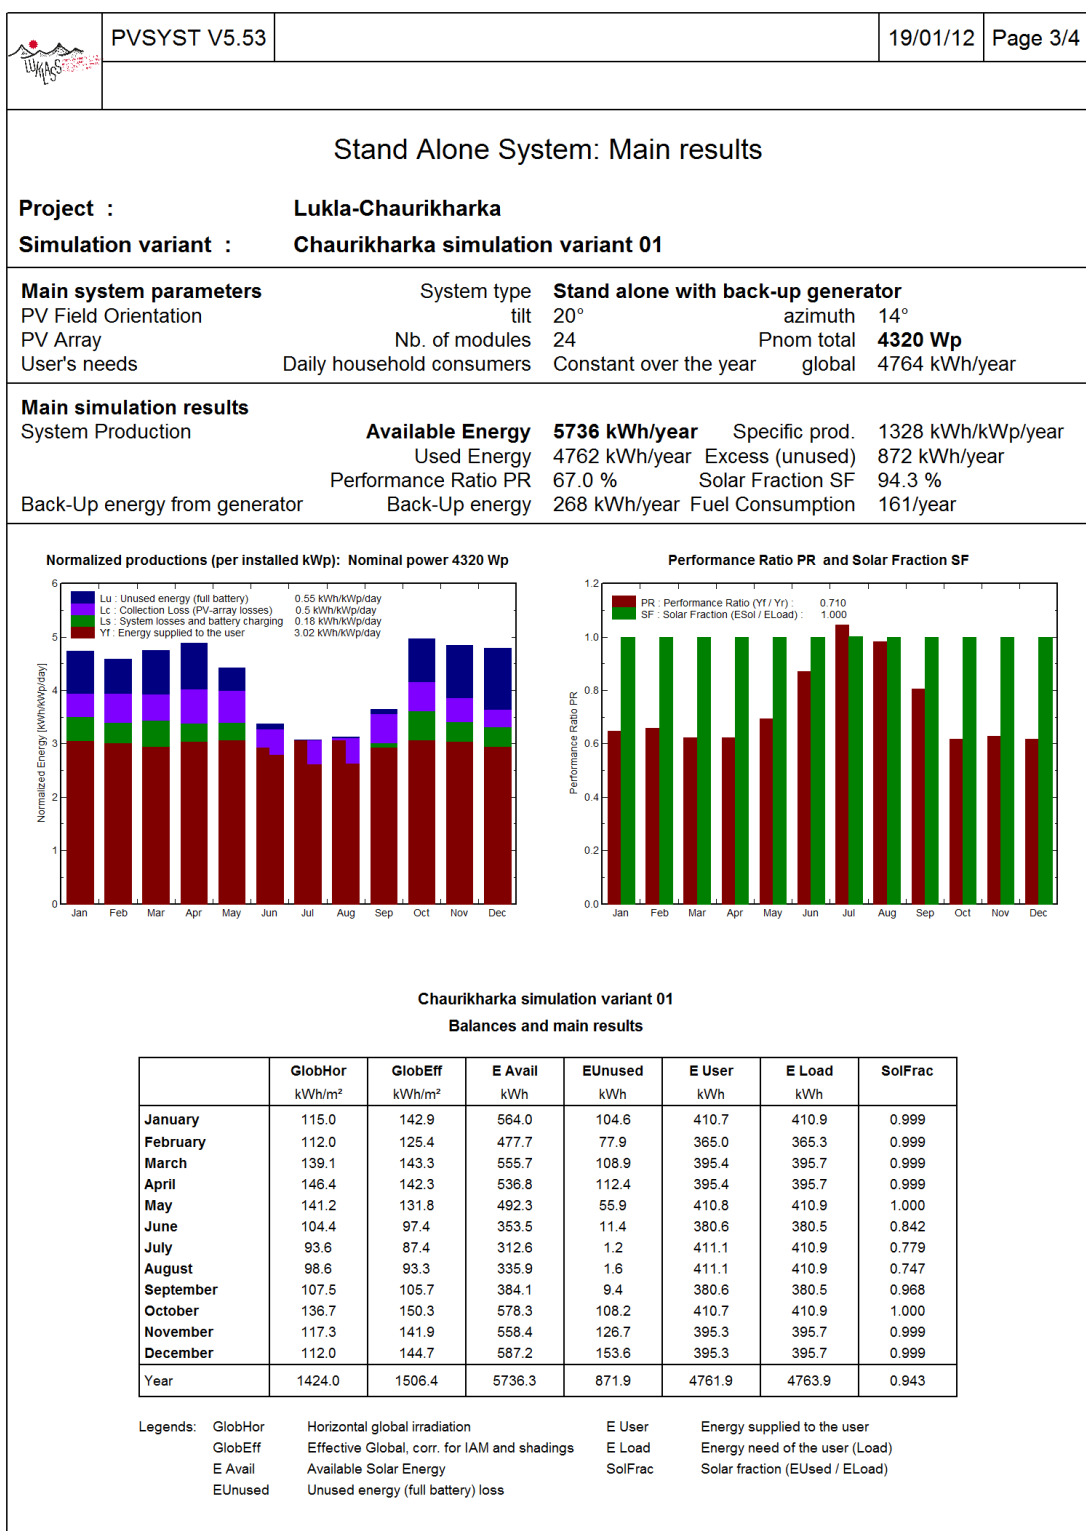 PVSYST V5.53
19/01/12
Page 3/4
LUKLASS
Stand Alone System: Main results
Project :
Lukla-Chaurikharka
Simulation variant :
Chaurikharka simulation variant 01
Main system parameters System type Stand alone with back-up generator
PV Field Orientation tilt 20° azimuth 14°
PV Array Nb. of modules 24 Pnom total 4320 Wp
User's needs Daily household consumers Constant over the year global 4764 kWh/year
Main simulation results
System Production Available Energy 5736 kWh/year Specific prod. 1328 kWh/kWp/year
Used Energy 4762 kWh/year Excess (unused) 872 kWh/year
Performance Ratio PR 67.0 % Solar Fraction SF 94.3 %
Back-Up energy from generator Back-Up energy 268 kWh/year Fuel Consumption 161/year
Normalized productions (per installed kWp): Nominal power 4320 Wp
6
5
4
3
2
1
0
Normalized Energy [kWh/kWp/day]
Lu : Unused energy (full battery) 0.55 kWh/kWp/day
Lc : Collection Loss (PV-array losses) 0.5 kWh/kWp/day
Ls : System losses and battery charging 0.18 kWh/kWp/day
Yf : Energy supplied to the user 3.02 kWh/kWp/day
Jan Feb Mar Apr May Jun Jul Aug Sep Oct Nov Dec
Performance Ratio PR and Solar Fraction SF
1.2
1.0
0.8
0.6
0.4
0.2
0.0
Performance Ratio PR
PR : Performance Ratio (Yf / Yr) : 0.710
SF : Solar Fraction (ESol / ELoad) : 1.000
Jan Feb Mar Apr May Jun Jul Aug Sep Oct Nov Dec
Chaurikharka simulation variant 01
Balances and main results
GlobHor GlobEff E Avail EUnused E User E Load SolFrac
kWh/m² kWh/m² kWh kWh kWh kWh
January 115.0 142.9 564.0 104.6 410.7 410.9 0.999
February 112.0 125.4 477.7 77.9 365.0 365.3 0.999
March 139.1 143.3 555.7 108.9 395.4 395.7 0.999
April 146.4 142.3 536.8 112.4 395.4 395.7 0.999
May 141.2 131.8 492.3 55.9 410.8 410.9 1.000
June 104.4 97.4 353.5 11.4 380.6 380.5 0.842
July 93.6 87.4 312.6 1.2 411.1 410.9 0.779
August 98.6 93.3 335.9 1.6 411.1 410.9 0.747
September 107.5 105.7 384.1 9.4 380.6 380.5 0.968
October 136.7 150.3 578.3 108.2 410.7 410.9 1.000
November 117.3 141.9 558.4 126.7 395.3 395.7 0.999
December 112.0 144.7 587.2 153.6 395.3 395.7 0.999
Year 1424.0 1506.4 5736.3 871.9 4761.9 4763.9 0.943
Legends: GlobHor Horizontal global irradiation E User Energy supplied to the user
GlobEff Effective Global, corr. for IAM and shadings E Load Energy need of the user (Load)
E Avail Available Solar Energy SolFrac Solar fraction (EUsed / ELoad)
EUnused Unused energy (full battery) loss